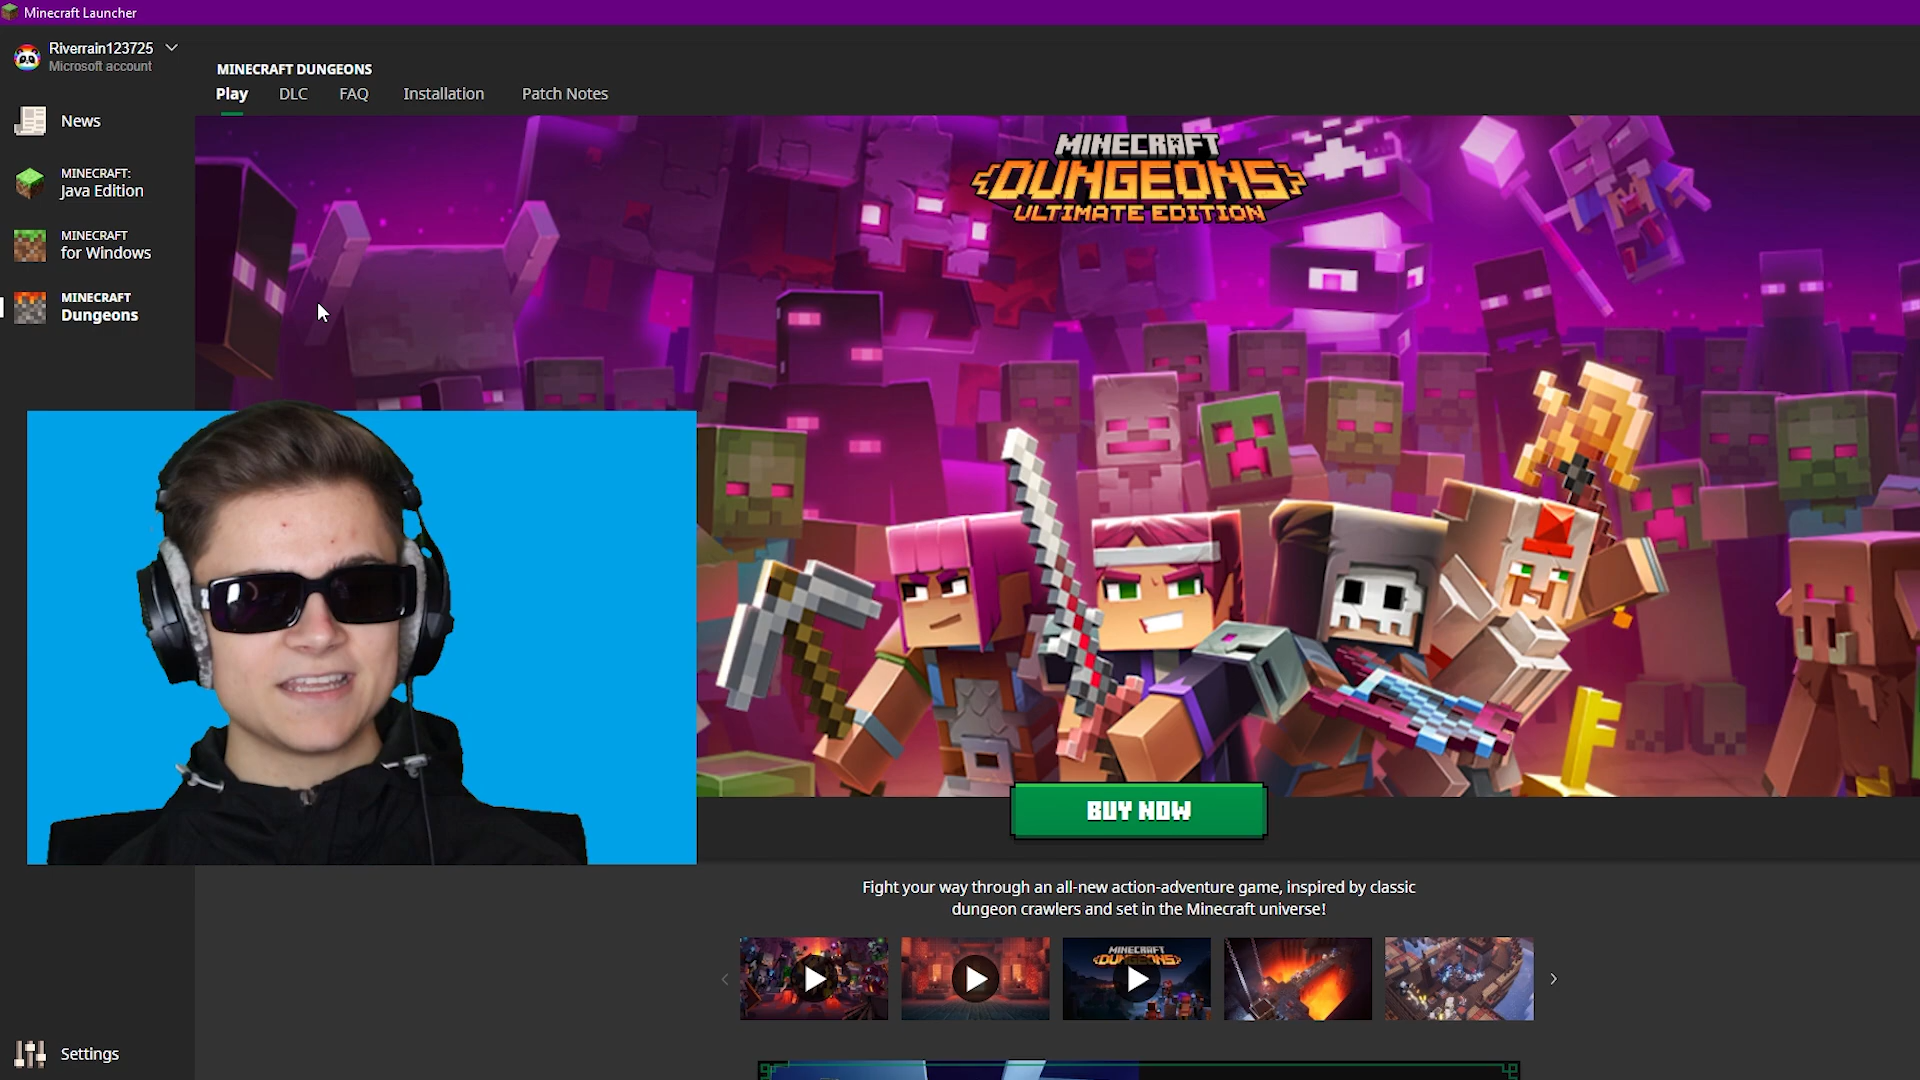 Minecraft Launcher
Riverrain123725
Microsoft account
News
MINECRAFT:
Java Edition
MINECRAFT
for Windows
MINECRAFT
Dungeons
Settings
MINECRAFT DUNGEONS
Play DLC FAQ Installation Patch Notes
MINECRAFT
DUNGEONS
ULTIMATE EDITION
BUY NOW
Fight your way through an all-new action-adventure game, inspired by classic
dungeon crawlers and set in the Minecraft universe!
MINECRAFT
DUNGEONS